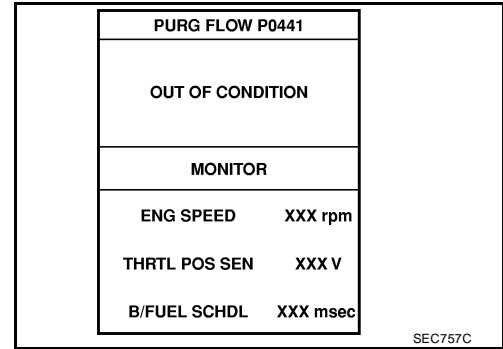 PURG FLOW P0441
OUT OF CONDITION
MONITOR
ENG SPEED XXX rpm
THRTL POS SEN XXX V
B/FUEL SCHDL XXX msec
SEC757C